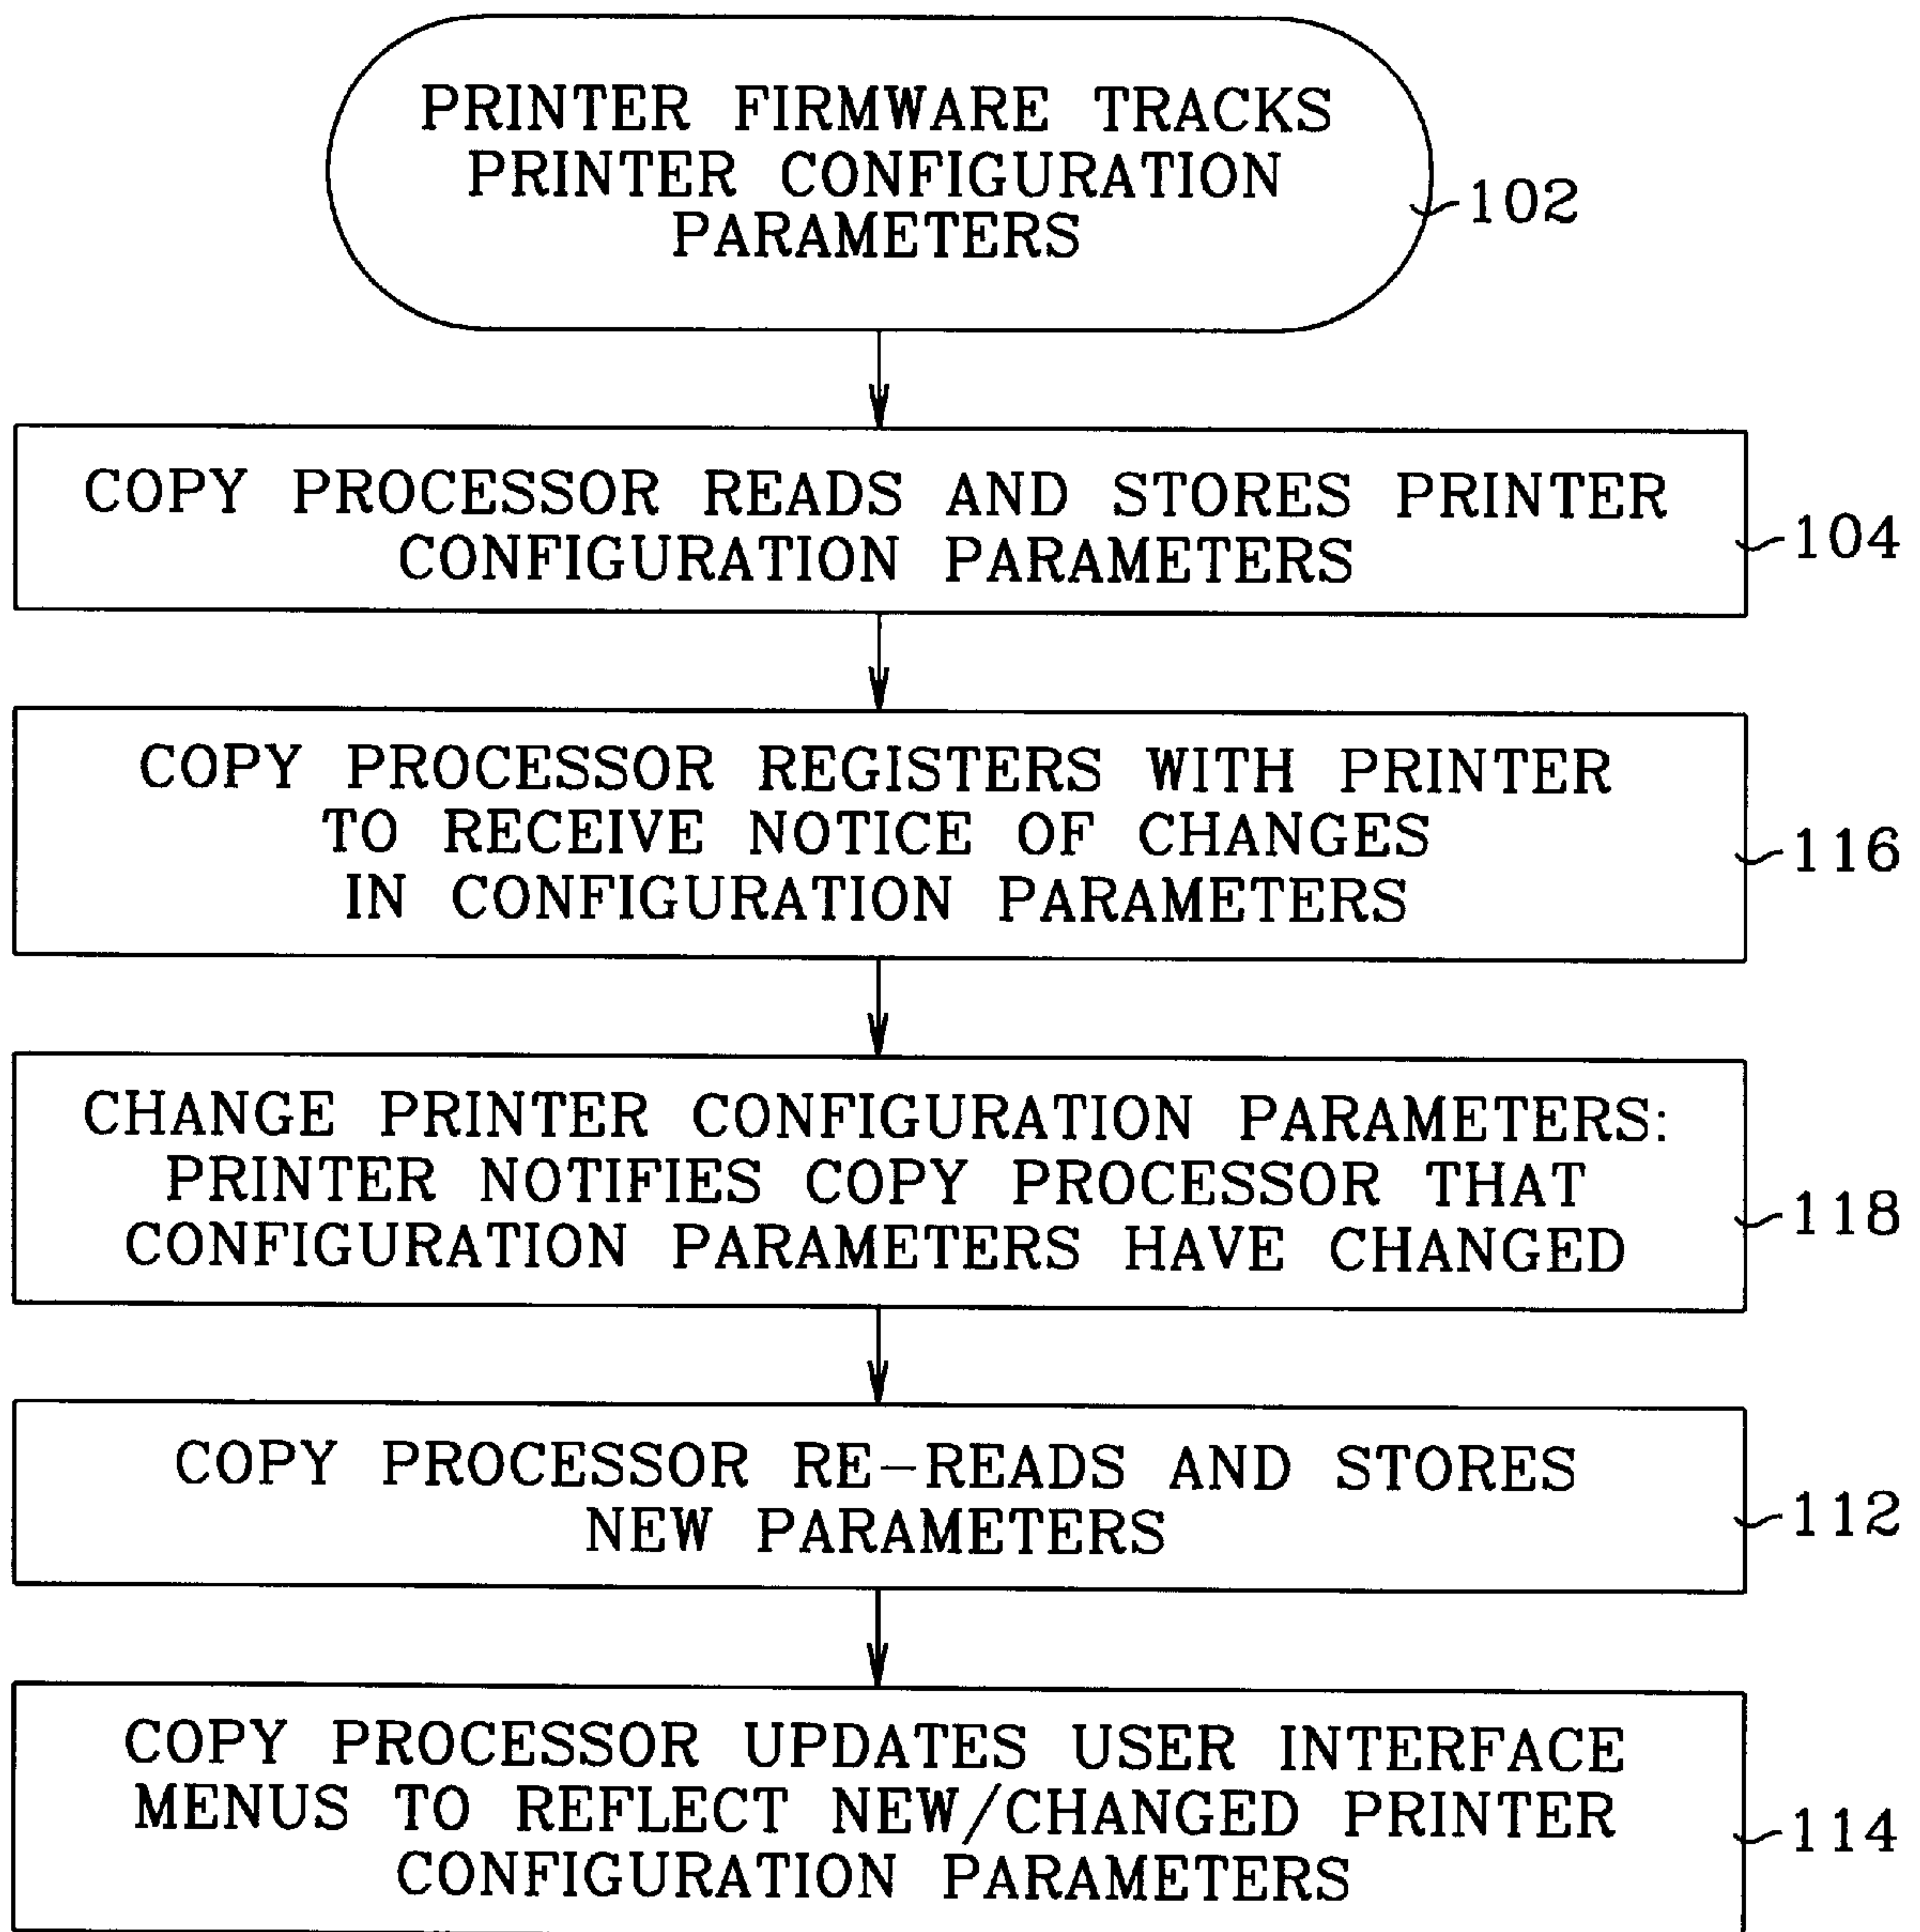 PRINTER FIRMWARE TRACKS
PRINTER CONFIGURATION
PARAMETERS
102
COPY PROCESSOR READS AND STORES PRINTER
CONFIGURATION PARAMETERS
104
COPY PROCESSOR REGISTERS WITH PRINTER
TO RECEIVE NOTICE OF CHANGES
IN CONFIGURATION PARAMETERS
116
CHANGE PRINTER CONFIGURATION PARAMETERS:
PRINTER NOTIFIES COPY PROCESSOR THAT
CONFIGURATION PARAMETERS HAVE CHANGED
118
COPY PROCESSOR RE-READS AND STORES
NEW PARAMETERS
112
COPY PROCESSOR UPDATES USER INTERFACE
MENUS TO REFLECT NEW/CHANGED PRINTER
CONFIGURATION PARAMETERS
114